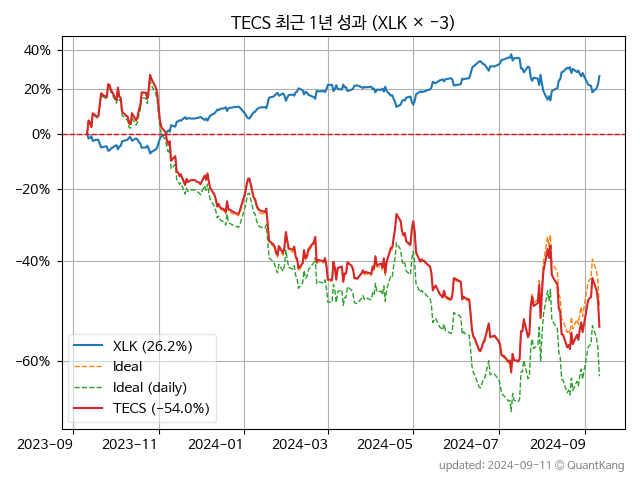 TECS 최근 1년 성과 (XLK × −3)
40%
20%
0%
−20%
−40%
−60%
XLK (26.2%)
Ideal
Ideal (daily)
TECS (−54.0%)
2023-09
2023-11
2024-01
2024-03
2024-05
2024-07
2024-09
updated: 2024-09-11 © QuantKang